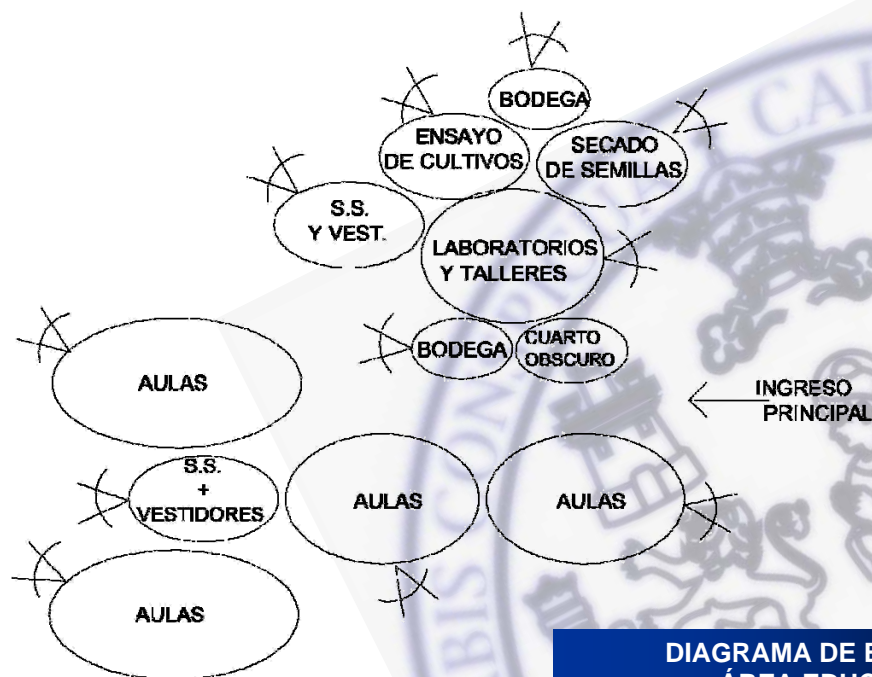 BODEGA
ENSAYO
DE CULTIVOS
SECADO
DE SEMILLAS
S.S.
Y VEST.
LABORATORIOS
Y TALLERES
BODEGA
CUARTO
OBSCURO
AULAS
INGRESO
PRINCIPAL
S.S.
+
VESTIDORES
AULAS
AULAS
AULAS
DIAGRAMA DE